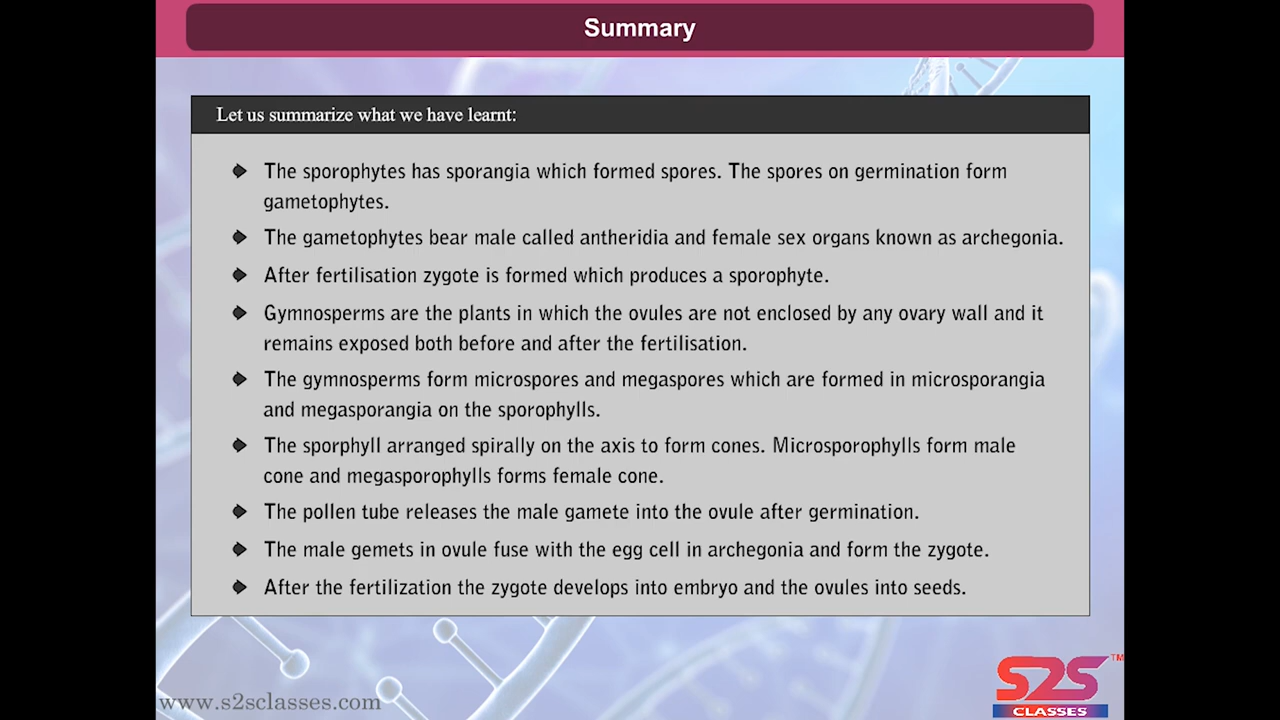 Summary
Let us summarize what we have learnt:
The sporophytes has sporangia which formed spores. The spores on germination form
gametophytes.
The gametophytes bear male called antheridia and female sex organs known as archegonia.
After fertilisation zygote is formed which produces a sporophyte.
Gymnosperms are the plants in which the ovules are not enclosed by any ovary wall and it
remains exposed both before and after the fertilisation.
The gymnosperms form microspores and megaspores which are formed in microsporangia
and megasporangia on the sporophylls.
The sporphyll arranged spirally on the axis to form cones. Microsporophylls form male
cone and megasporophylls forms female cone.
The pollen tube releases the male gamete into the ovule after germination.
The male gemets in ovule fuse with the egg cell in archegonia and form the zygote.
After the fertilization the zygote develops into embryo and the ovules into seeds.
www.s2sclasses.com
S2S TM
CLASSES